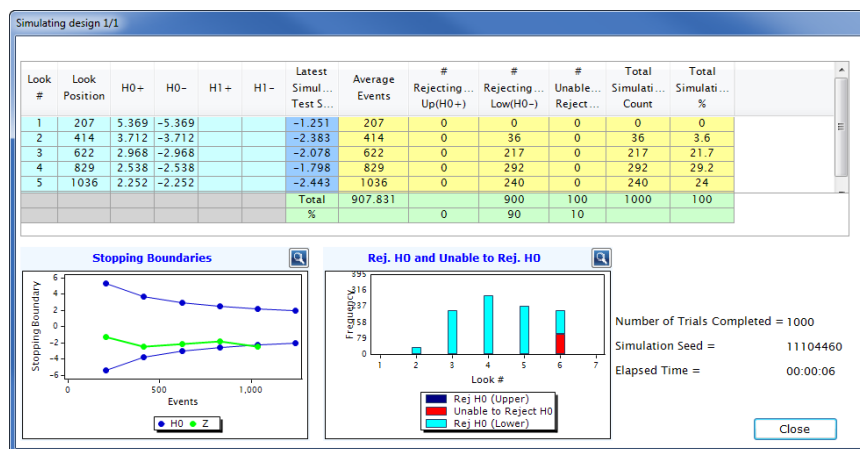 Simulating design 1/1
Look # Look Position H0+ H0- H1+ H1- Latest Simul... Test S... Average Events # Rejecting... Up(H0+) # Rejecting... Low(H0-) # Unable... Reject... Total Simulati... Count Total Simulati... %
1 207 5.369 -5.369 -1.251 207 0 0 0 0 0
2 414 3.712 -3.712 -2.383 414 0 36 0 36 3.6
3 622 2.968 -2.968 -2.078 622 0 217 0 217 21.7
4 829 2.538 -2.538 -1.798 829 0 292 0 292 29.2
5 1036 2.252 -2.252 -2.443 1036 0 240 0 240 24
Total 907.831 900 100 1000 100
% 0 90 10
Stopping Boundaries
Stopping Boundary
6
4
2
0
-2
-4
-6
0 500 1,000
Events
H0 Z
Rej. H0 and Unable to Rej. H0
Frequency
395
316
237
158
79
0
1 2 3 4 5 6 7
Look #
Rej H0 (Upper)
Unable to Reject H0
Rej H0 (Lower)
Number of Trials Completed = 1000
Simulation Seed = 11104460
Elapsed Time = 00:00:06
Close